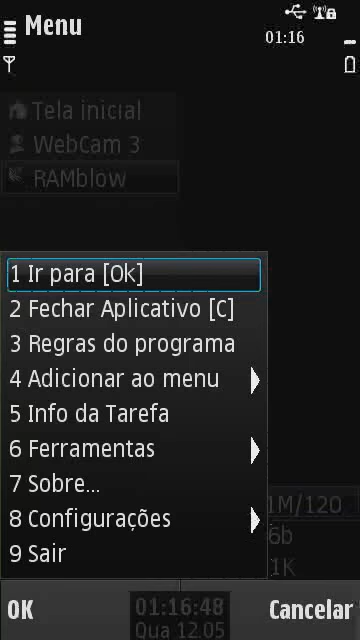 Menu
01:16
Tela inicial
WebCam 3
RAMblow
1 Ir para [Ok]
2 Fechar Aplicativo [C]
3 Regras do programa
4 Adicionar ao menu
5 Info da Tarefa
6 Ferramentas
7 Sobre...
8 Configurações
9 Sair
1M/120
6b
1K
OK
01:16:48
Cancelar
Qua 12.05